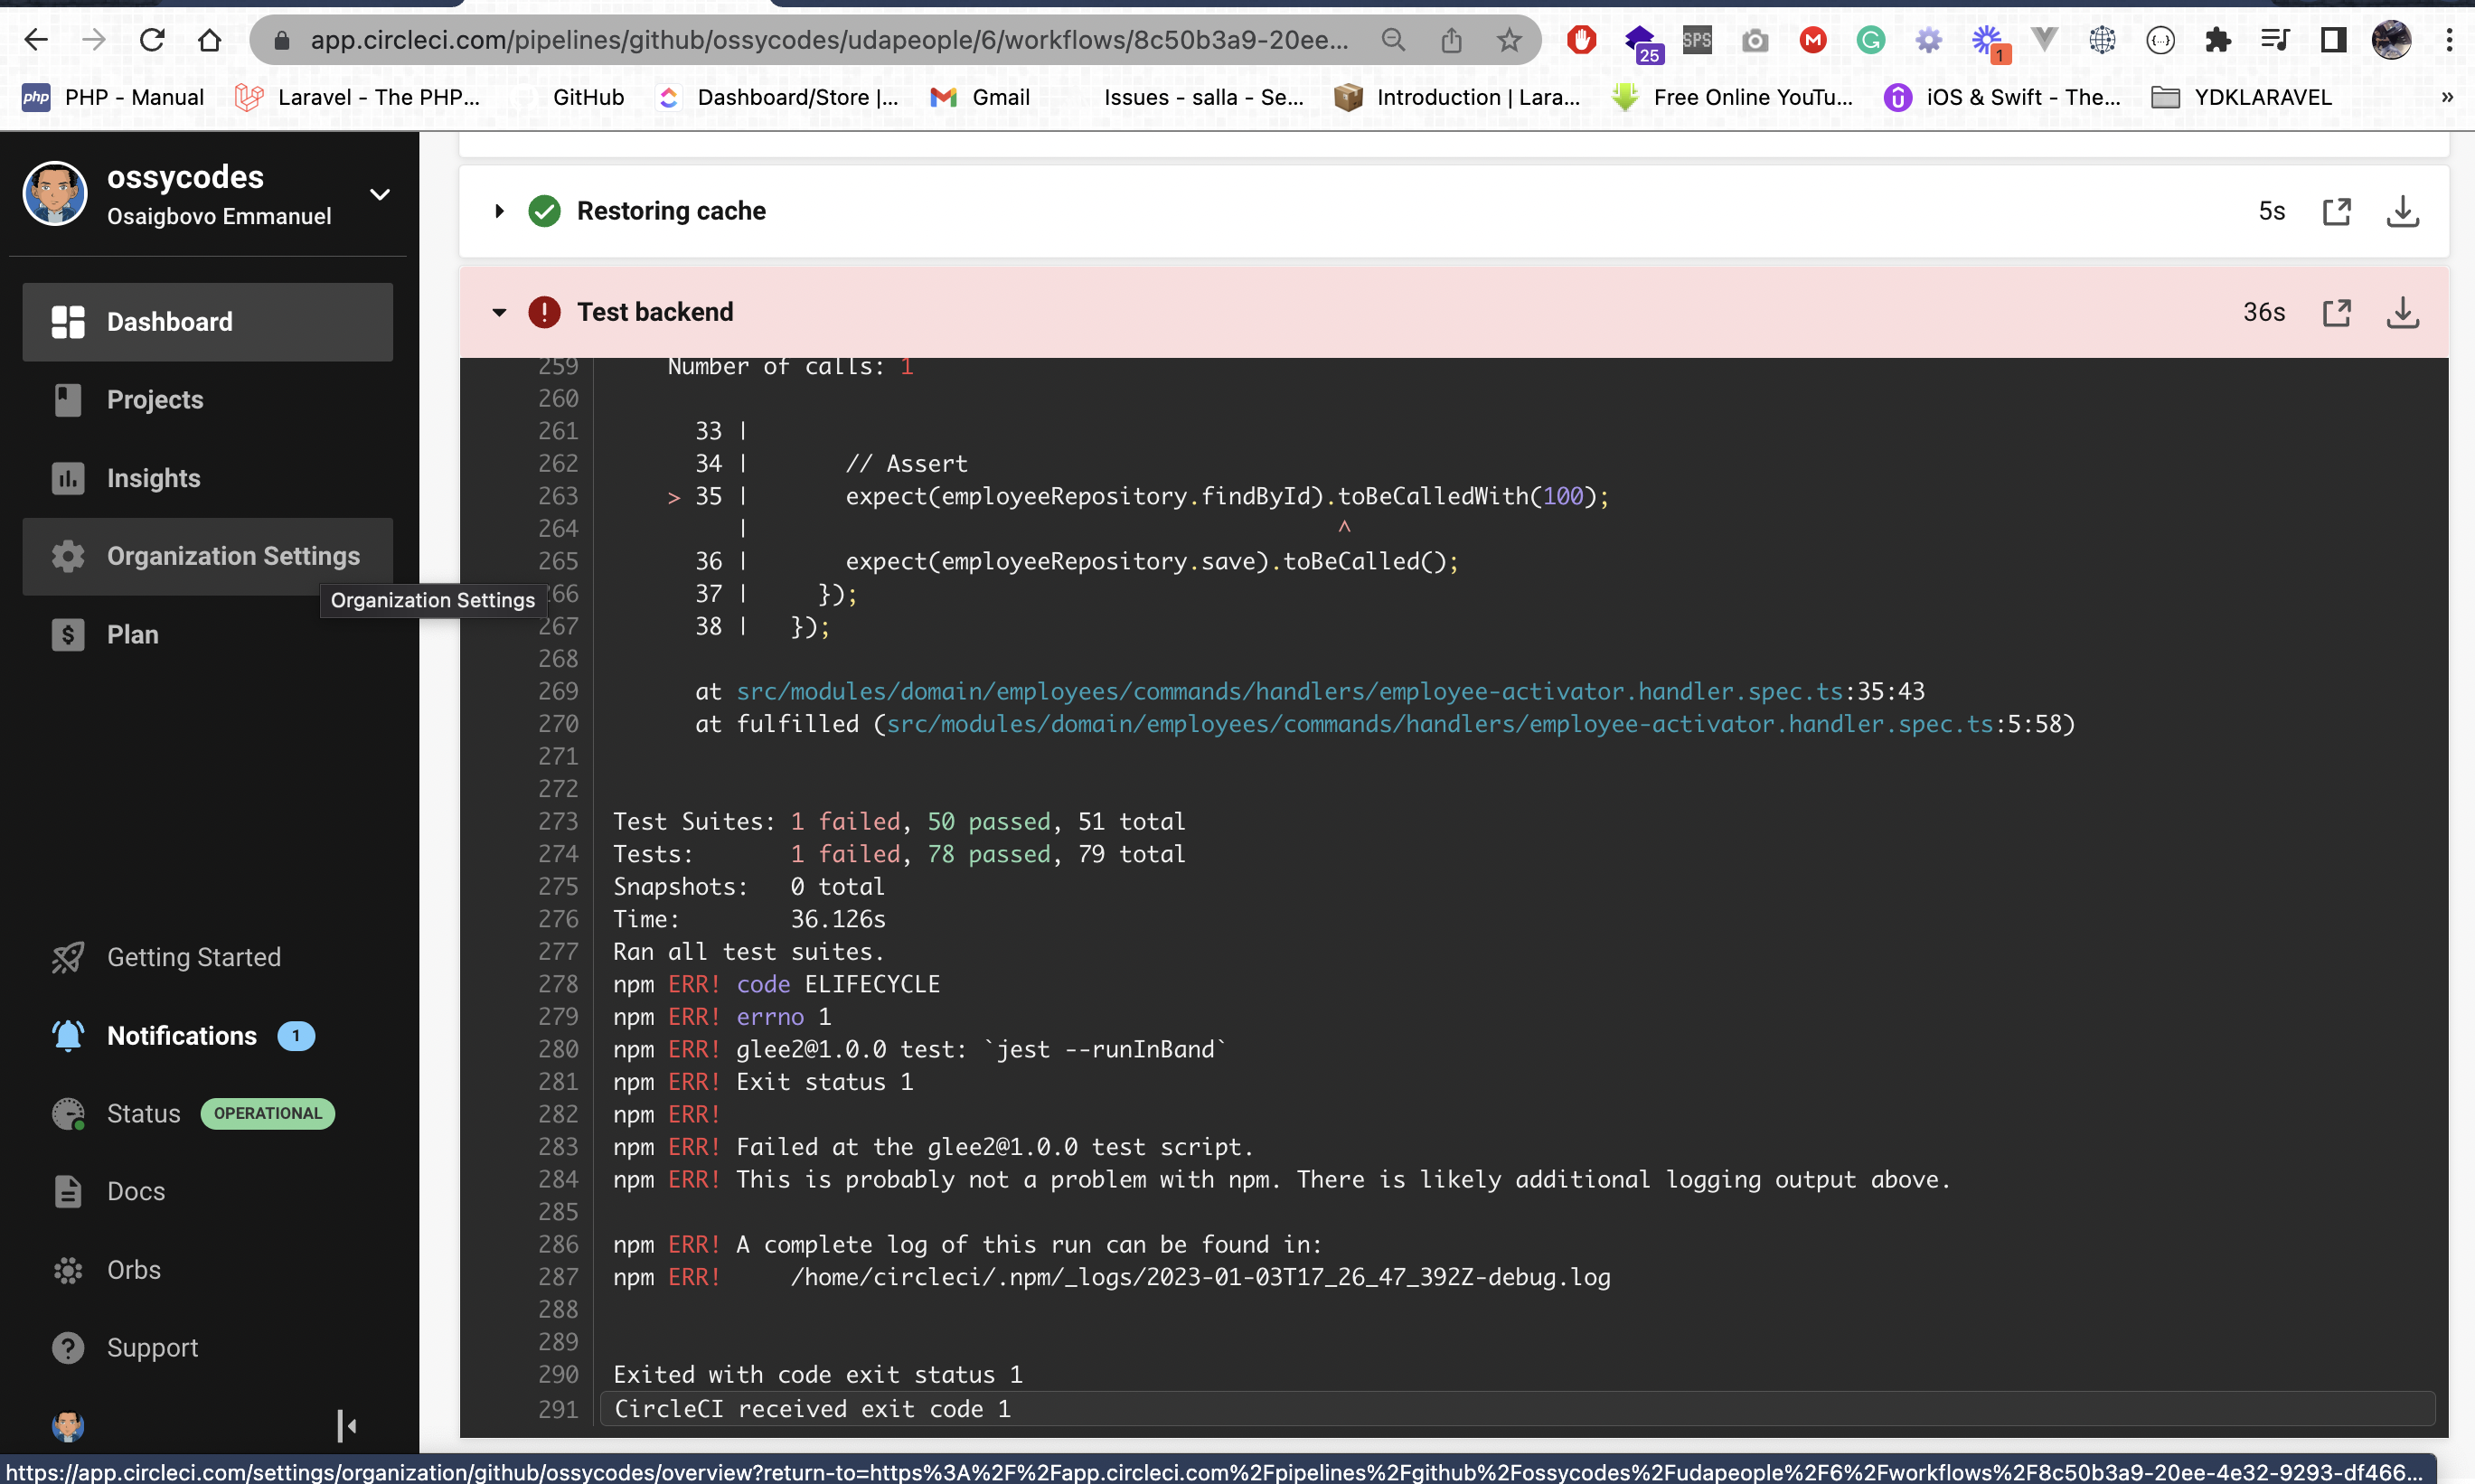 app.circleci.com/pipelines/github/ossycodes/udapeople/6/workflows/8c50b3a9-20ee...
25
SPS
1
php PHP - Manual
Laravel - The PHP...
GitHub
Dashboard/Store |...
Gmail
Issues - salla - Se...
Introduction | Lara...
Free Online YouTu...
iOS & Swift - The...
YDKLARAVEL
»
ossycodes
Osaigbovo Emmanuel
Dashboard
Projects
Insights
Organization Settings
Organization Settings
Plan
Getting Started
Notifications 1
Status OPERATIONAL
Docs
Orbs
Support
Restoring cache 5s
Test backend 36s
259 Number of calls: 1
260
261 33 |
262 34 | // Assert
263 > 35 | expect(employeeRepository.findById).toBeCalledWith(100);
264 | ^
265 36 | expect(employeeRepository.save).toBeCalled();
266 37 | });
267 38 | });
268
269 at src/modules/domain/employees/commands/handlers/employee-activator.handler.spec.ts:35:43
270 at fulfilled (src/modules/domain/employees/commands/handlers/employee-activator.handler.spec.ts:5:58)
271
272
273 Test Suites: 1 failed, 50 passed, 51 total
274 Tests: 1 failed, 78 passed, 79 total
275 Snapshots: 0 total
276 Time: 36.126s
277 Ran all test suites.
278 npm ERR! code ELIFECYCLE
279 npm ERR! errno 1
280 npm ERR! glee2@1.0.0 test: `jest --runInBand`
281 npm ERR! Exit status 1
282 npm ERR!
283 npm ERR! Failed at the glee2@1.0.0 test script.
284 npm ERR! This is probably not a problem with npm. There is likely additional logging output above.
285
286 npm ERR! A complete log of this run can be found in:
287 npm ERR! /home/circleci/.npm/_logs/2023-01-03T17_26_47_392Z-debug.log
288
289
290 Exited with code exit status 1
291 CircleCI received exit code 1
https://app.circleci.com/settings/organization/github/ossycodes/overview?return-to=https%3A%2F%2Fapp.circleci.com%2Fpipelines%2Fgithub%2Fossycodes%2Fudapeople%2F6%2Fworkflows%2F8c50b3a9-20ee-4e32-9293-df466...